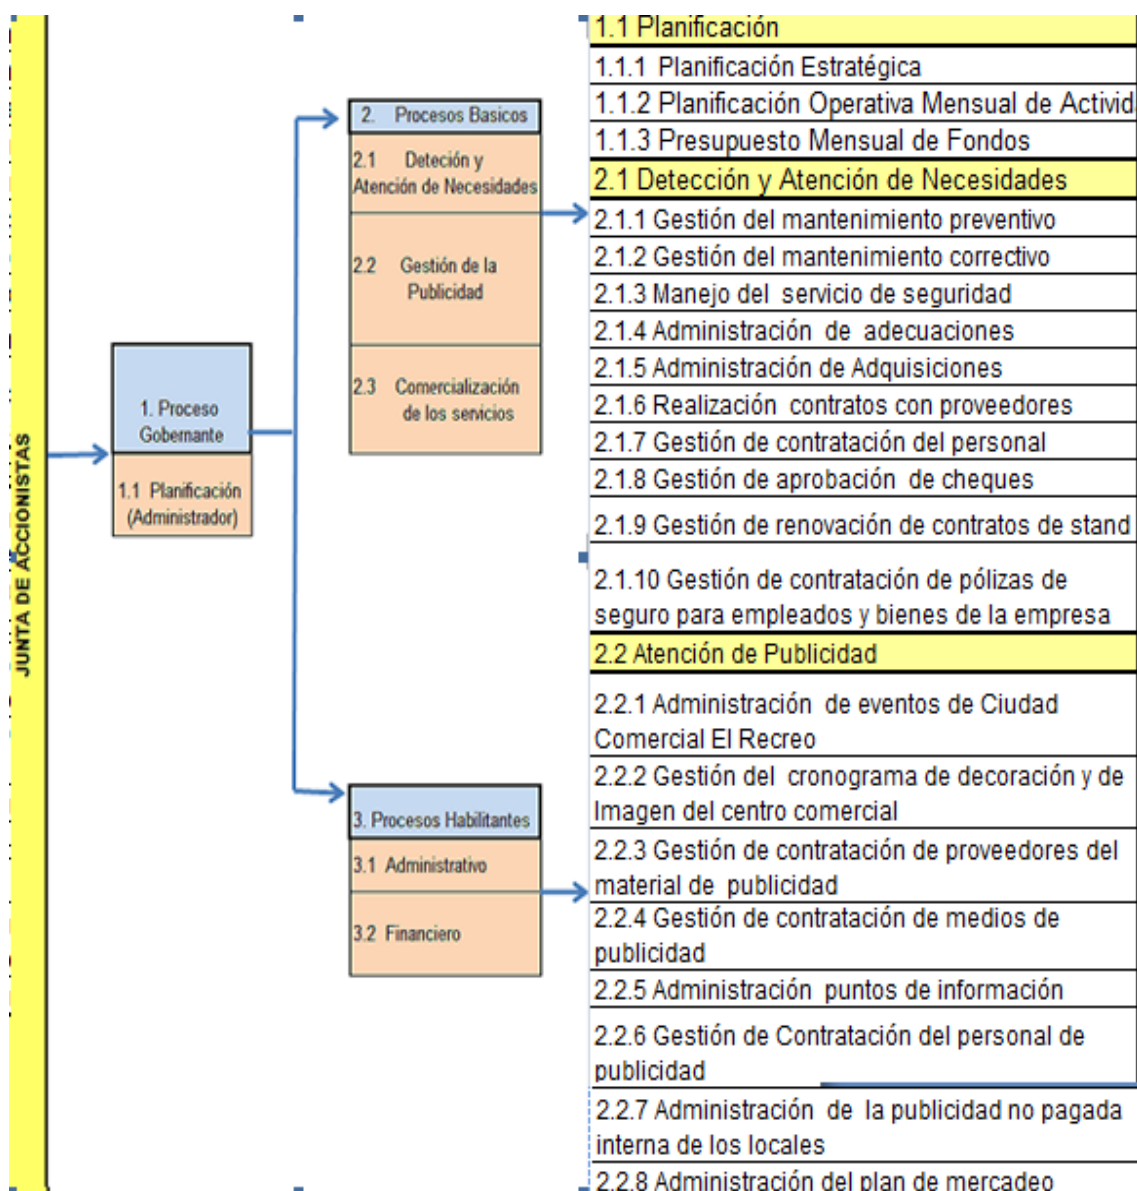 JUNTA DE ACCIONISTAS
1. Proceso
Gobernante
1.1 Planificación
(Administrador)
2. Procesos Basicos
2.1 Deteción y
Atención de Necesidades
2.2 Gestión de la
Publicidad
2.3 Comercialización
de los servicios
3. Procesos Habilitantes
3.1 Administrativo
3.2 Financiero
1.1 Planificación
1.1.1 Planificación Estratégica
1.1.2 Planificación Operativa Mensual de Activid
1.1.3 Presupuesto Mensual de Fondos
2.1 Detección y Atención de Necesidades
2.1.1 Gestión del mantenimiento preventivo
2.1.2 Gestión del mantenimiento correctivo
2.1.3 Manejo del servicio de seguridad
2.1.4 Administración de adecuaciones
2.1.5 Administración de Adquisiciones
2.1.6 Realización contratos con proveedores
2.1.7 Gestión de contratación del personal
2.1.8 Gestión de aprobación de cheques
2.1.9 Gestión de renovación de contratos de stand
2.1.10 Gestión de contratación de pólizas de
seguro para empleados y bienes de la empresa
2.2 Atención de Publicidad
2.2.1 Administración de eventos de Ciudad
Comercial El Recreo
2.2.2 Gestión del cronograma de decoración y de
Imagen del centro comercial
2.2.3 Gestión de contratación de proveedores del
material de publicidad
2.2.4 Gestión de contratación de medios de
publicidad
2.2.5 Administración puntos de información
2.2.6 Gestión de Contratación del personal de
publicidad
2.2.7 Administración de la publicidad no pagada
interna de los locales
2.2.8 Administración del plan de mercadeo